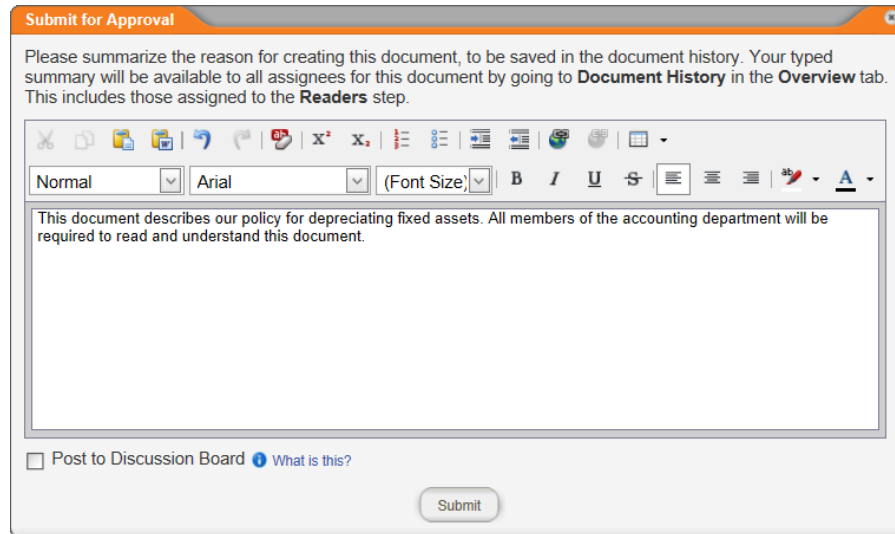 Submit for Approval
Please summarize the reason for creating this document, to be saved in the document history. Your typed
summary will be available to all assignees for this document by going to Document History in the Overview tab.
This includes those assigned to the Readers step.
X² X₂
Normal Arial (Font Size) B I U S ab A
This document describes our policy for depreciating fixed assets. All members of the accounting department will be
required to read and understand this document.
Post to Discussion Board What is this?
Submit